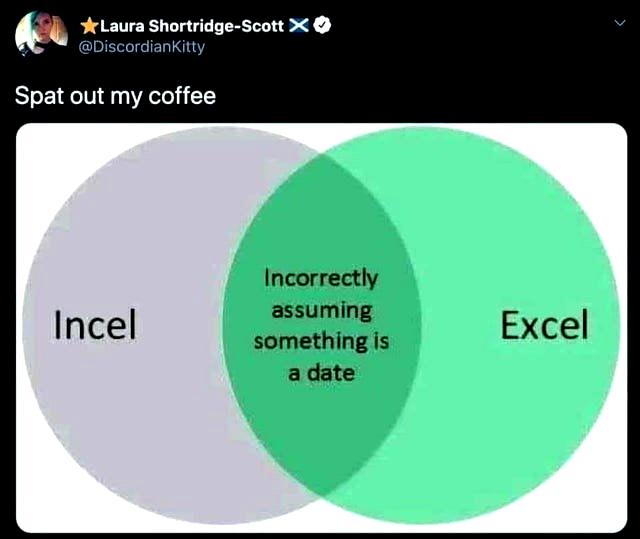 ⭐Laura Shortridge-Scott 🏴󠁧󠁢󠁳󠁣󠁴󠁿
@DiscordianKitty
Spat out my coffee
Incel
Incorrectly
assuming
something is
a date
Excel